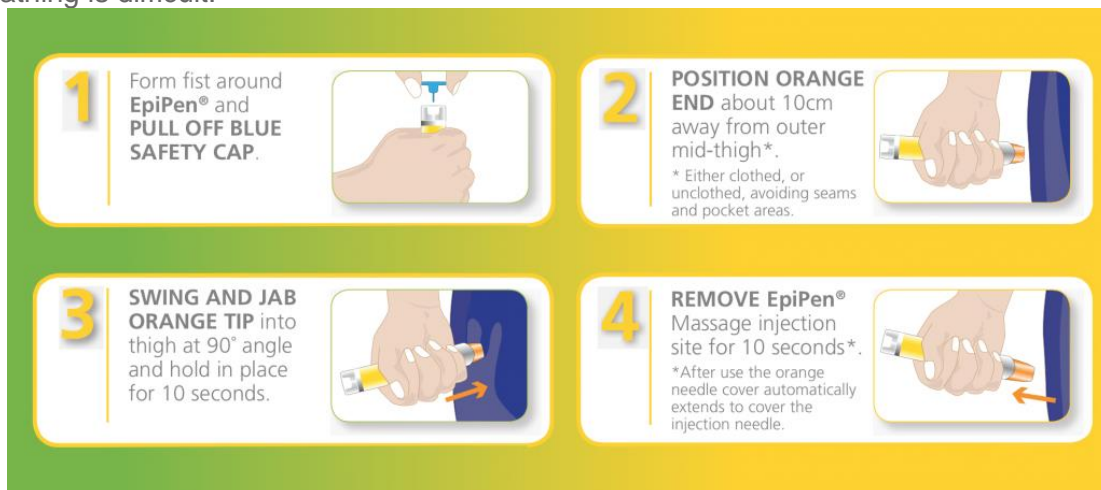 athing is difficult.
1
Form fist around
EpiPen® and
PULL OFF BLUE
SAFETY CAP.
2
POSITION ORANGE
END about 10cm
away from outer
mid-thigh*.
* Either clothed, or
unclothed, avoiding seams
and pocket areas.
3
SWING AND JAB
ORANGE TIP into
thigh at 90° angle
and hold in place
for 10 seconds.
4
REMOVE EpiPen®
Massage injection
site for 10 seconds*.
*After use the orange
needle cover automatically
extends to cover the
injection needle.